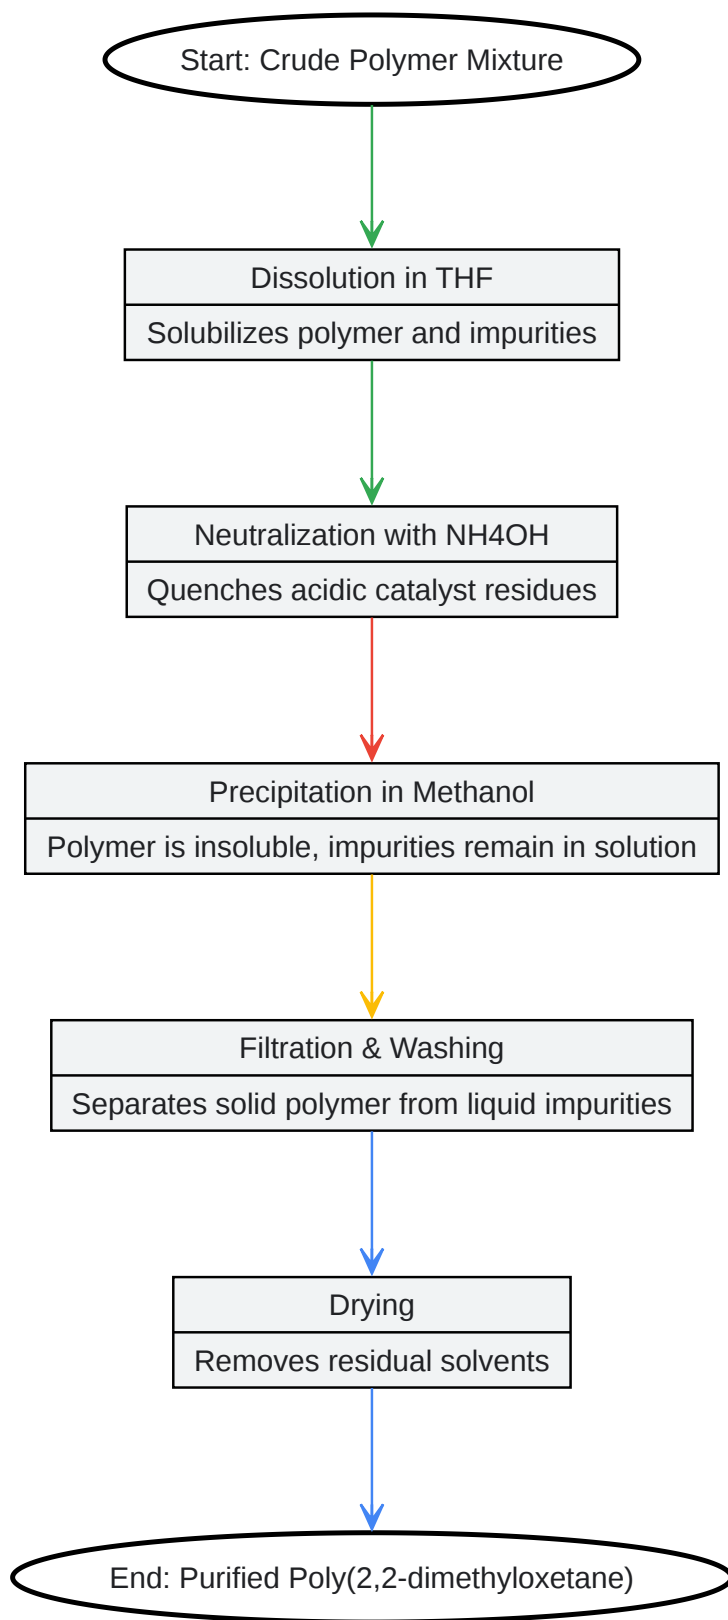 Start: Crude Polymer Mixture
Dissolution in THF
Solubilizes polymer and impurities
Neutralization with NH4OH
Quenches acidic catalyst residues
Precipitation in Methanol
Polymer is insoluble, impurities remain in solution
Filtration & Washing
Separates solid polymer from liquid impurities
Drying
Removes residual solvents
End: Purified Poly(2,2-dimethyloxetane)